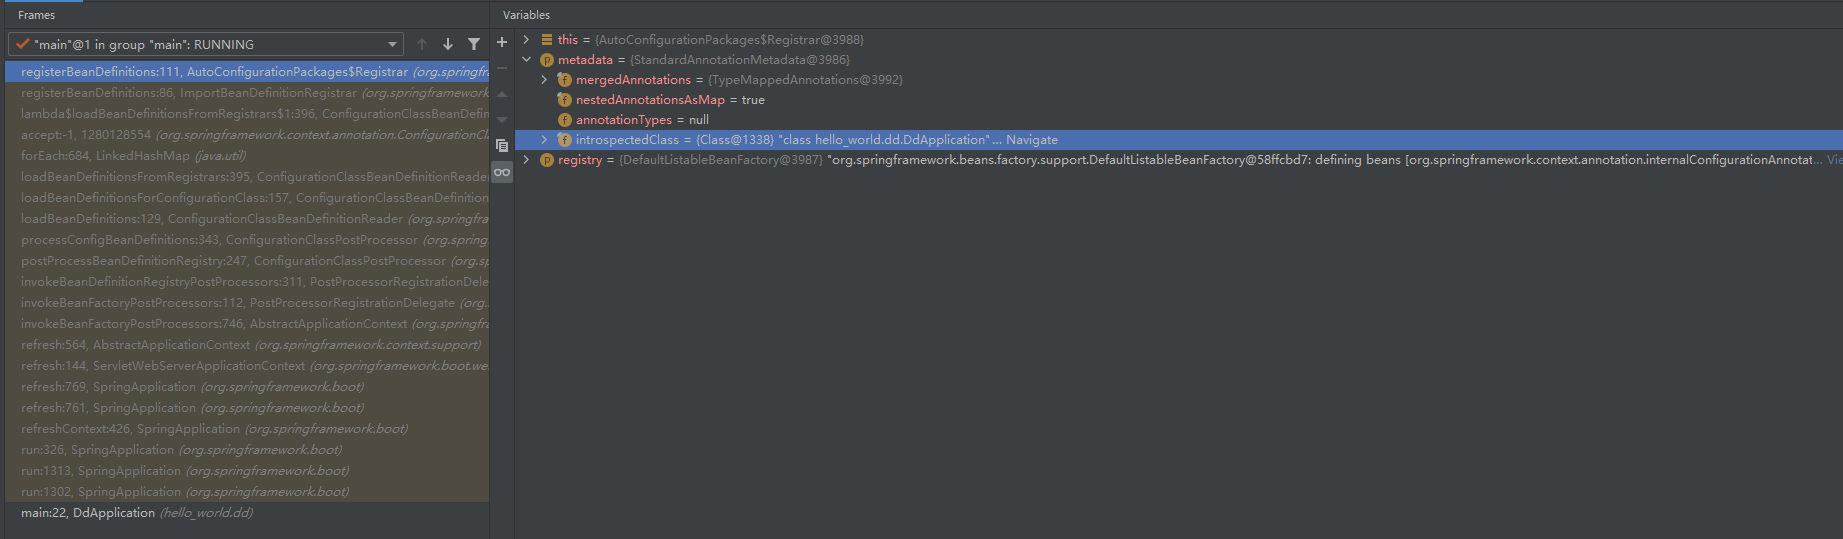 Frames
"main"@1 in group "main": RUNNING
registerBeanDefinitions:111, AutoConfigurationPackages$Registrar (org.springf
registerBeanDefinitions:86, ImportBeanDefinitionRegistrar (org.springframework
lambda$loadBeanDefinitionsFromRegistrars$1:396, ConfigurationClassBeanDefin
accept:-1, 1280128554 (org.springframework.context.annotation.ConfigurationCl
forEach:684, LinkedHashMap (java.util)
loadBeanDefinitionsFromRegistrars:395, ConfigurationClassBeanDefinitionReader
loadBeanDefinitionsForConfigurationClass:157, ConfigurationClassBeanDefinition
loadBeanDefinitions:129, ConfigurationClassBeanDefinitionReader (org.springfra
processConfigBeanDefinitions:343, ConfigurationClassPostProcessor (org.spring
postProcessBeanDefinitionRegistry:247, ConfigurationClassPostProcessor (org.sp
invokeBeanDefinitionRegistryPostProcessors:311, PostProcessorRegistrationDele
invokeBeanFactoryPostProcessors:112, PostProcessorRegistrationDelegate (org.
invokeBeanFactoryPostProcessors:746, AbstractApplicationContext (org.springfr
refresh:564, AbstractApplicationContext (org.springframework.context.support)
refresh:144, ServletWebServerApplicationContext (org.springframework.boot.we
refresh:769, SpringApplication (org.springframework.boot)
refresh:761, SpringApplication (org.springframework.boot)
refreshContext:426, SpringApplication (org.springframework.boot)
run:326, SpringApplication (org.springframework.boot)
run:1313, SpringApplication (org.springframework.boot)
run:1302, SpringApplication (org.springframework.boot)
main:22, DdApplication (hello_world.dd)
Variables
this = {AutoConfigurationPackages$Registrar@3988}
metadata = {StandardAnnotationMetadata@3986}
mergedAnnotations = {TypeMappedAnnotations@3992}
nestedAnnotationsAsMap = true
annotationTypes = null
introspectedClass = {Class@1338} "class hello_world.dd.DdApplication"... Navigate
registry = {DefaultListableBeanFactory@3987} "org.springframework.beans.factory.support.DefaultListableBeanFactory@58ffcbd7: defining beans [org.springframework.context.annotation.internalConfigurationAnnotat... Vie